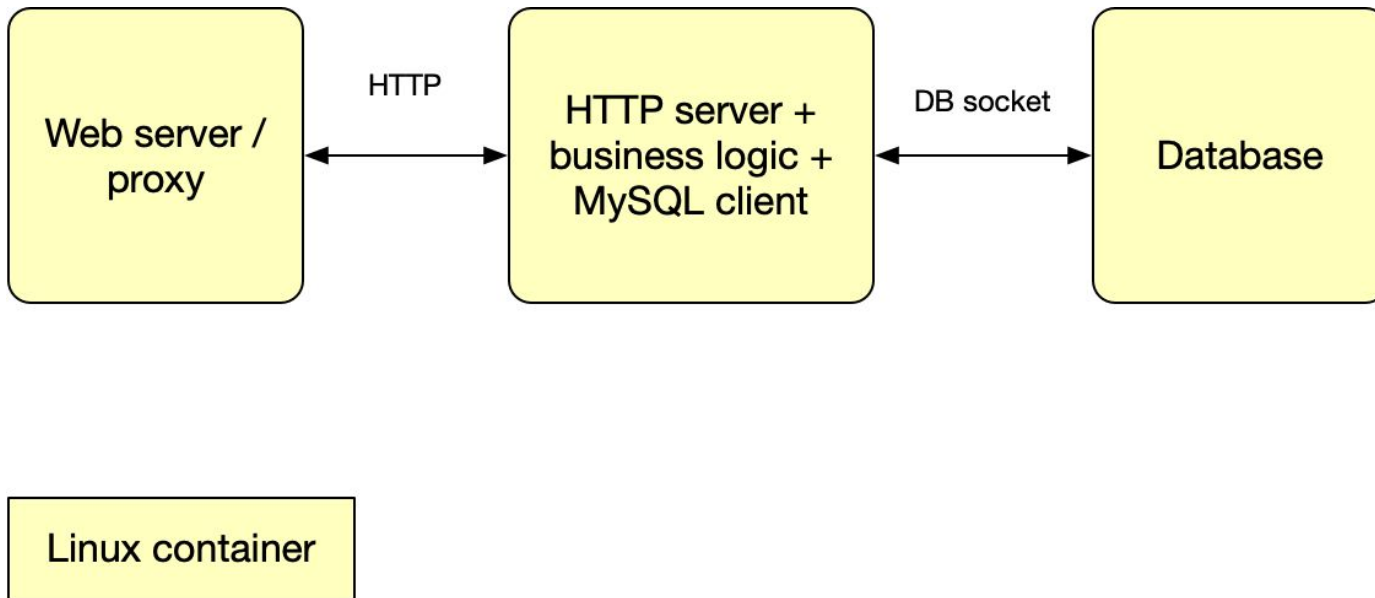 Web server /
proxy
HTTP
HTTP server +
business logic +
MySQL client
DB socket
Database
Linux container